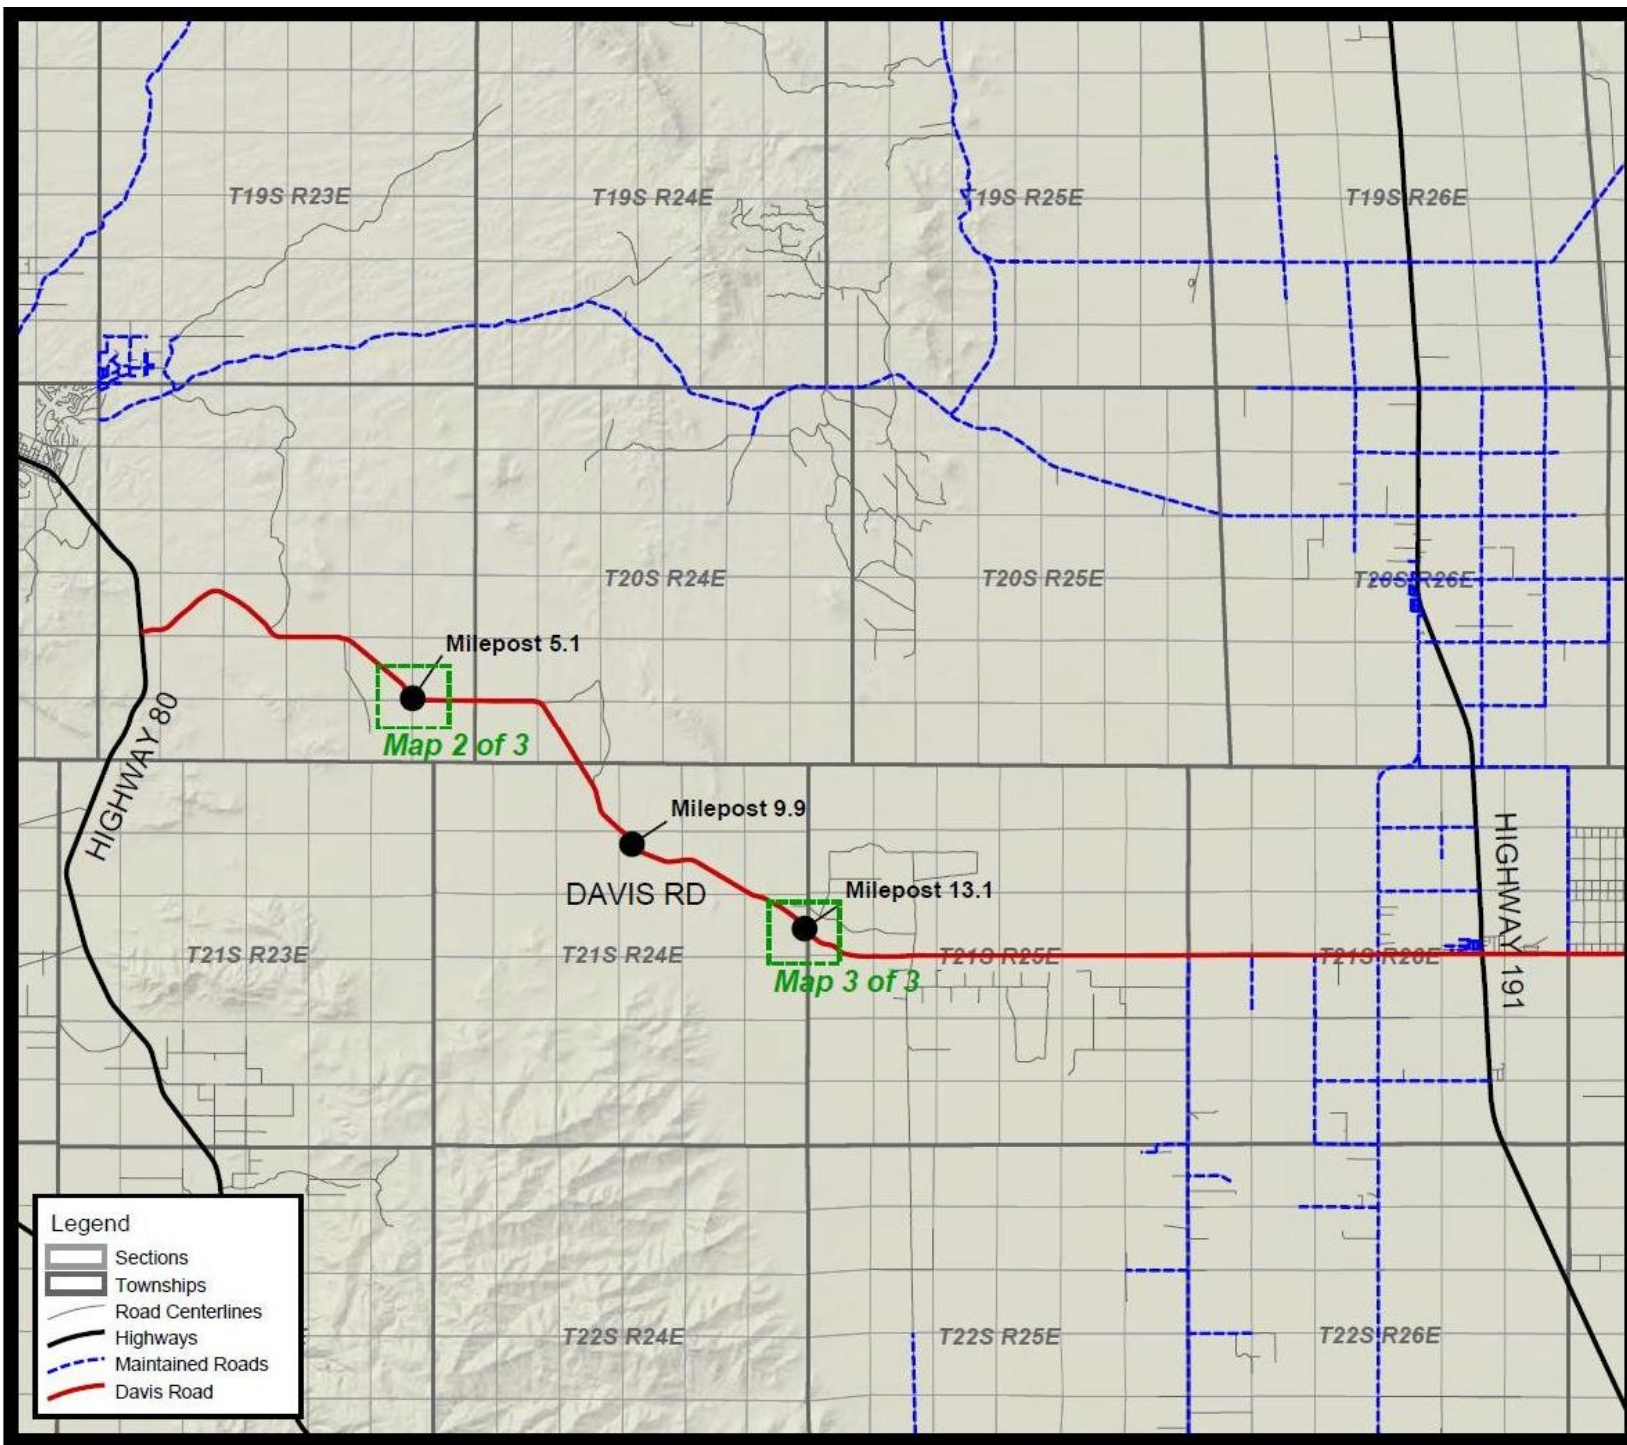 T19S R23E
T19S R24E
T19S R25E
T19S R26E
T20S R24E
T20S R25E
T20S R26E
Milepost 5.1
HIGHWAY 80
Map 2 of 3
Milepost 9.9
DAVIS RD
Milepost 13.1
HIGHWAY 191
T21S R23E
T21S R24E
T21S R25E
T21S R26E
Map 3 of 3
Legend
Sections
Townships
Road Centerlines
Highways
Maintained Roads
Davis Road
T22S R24E
T22S R25E
T22S R26E